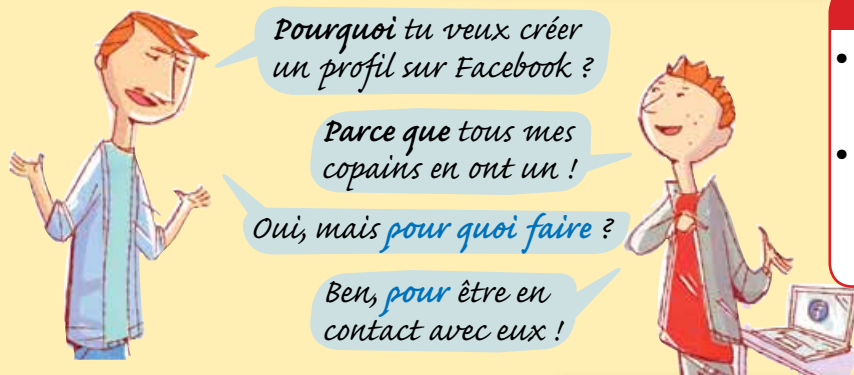 Pourquoi tu veux créer
un profil sur Facebook ?
Parce que tous mes
copains en ont un !
Oui, mais pour quoi faire ?
Ben, pour être en
contact avec eux !